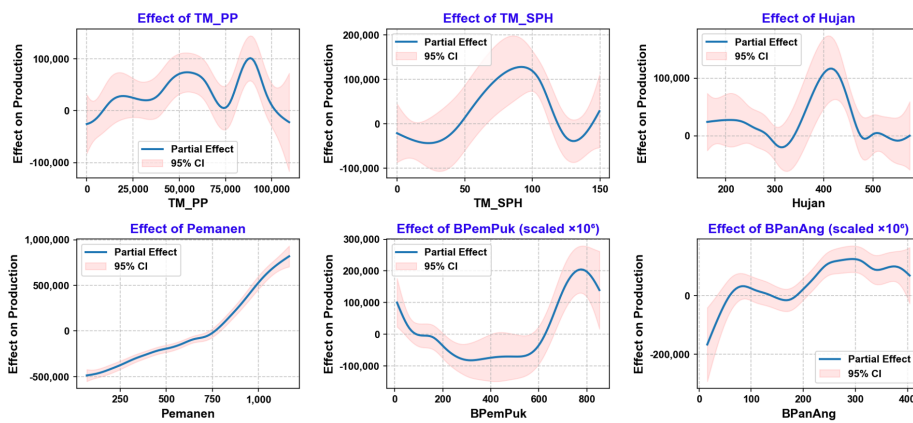 Effect of TM_PP
Effect on Production
100,000
0
-100,000
Partial Effect
95% CI
0
25,000
50,000
75,000
100,000
TM_PP
Effect of TM_SPH
Effect on Production
200,000
100,000
0
-100,000
Partial Effect
95% CI
0
50
100
150
TM_SPH
Effect of Hujan
Effect on Production
100,000
0
Partial Effect
95% CI
200
300
400
500
Hujan
Effect of Pemanen
Effect on Production
1,000,000
500,000
0
-500,000
Partial Effect
95% CI
250
500
750
1,000
Pemanen
Effect of BPemPuk (scaled ×10⁶)
Effect on Production
300,000
200,000
100,000
0
-100,000
Partial Effect
95% CI
0
200
400
600
800
BPemPuk
Effect of BPanAng (scaled ×10⁶)
Effect on Production
0
-200,000
Partial Effect
95% CI
0
100
200
300
400
BPanAng